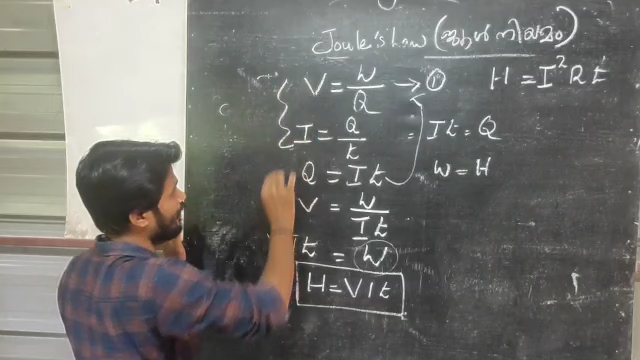 Joule's Law (ജൂൾ നിയമം)
V = W/Q → ① H = I²Rt
I = Q/t = It = Q
Q = It W = H
V = W/It
It = W
H = VIt